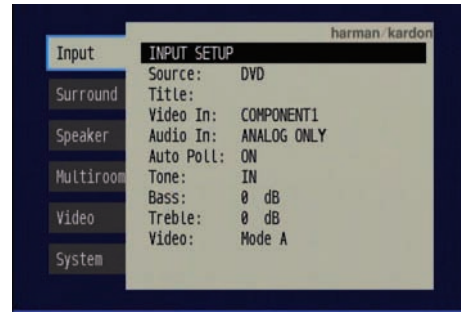 harman/kardon
Input
Surround
Speaker
Multiroom
Video
System
INPUT SETUP
Source: DVD
Title:
Video In: COMPONENT1
Audio In: ANALOG ONLY
Auto Poll: ON
Tone: IN
Bass: 0 dB
Treble: 0 dB
Video: Mode A